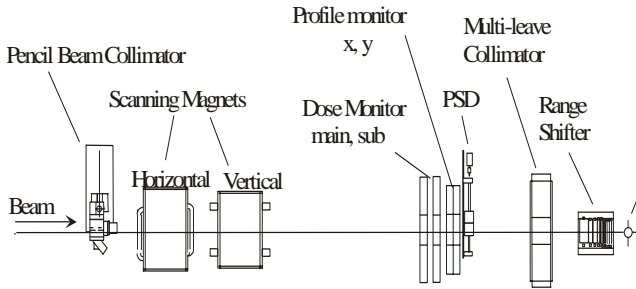 Profile monitor
x, y
Multi-leave
Collimator
Pencil Beam Collimator
Scanning Magnets
PSD
Dose Monitor
main, sub
Range
Shifter
Horizontal
Vertical
Beam